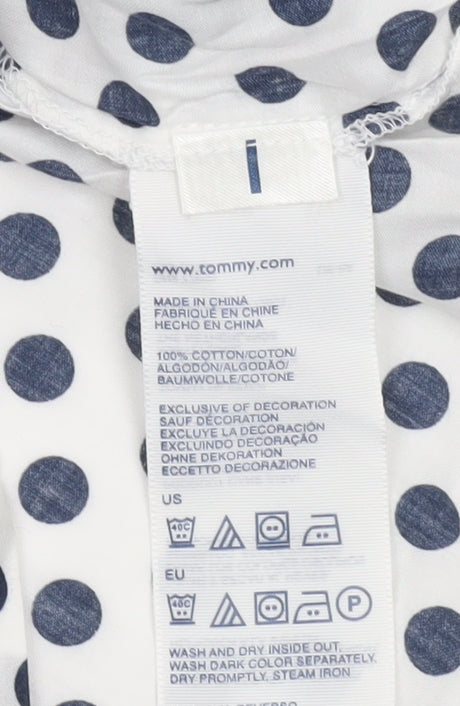 www.tommy.com
MADE IN CHINA
FABRIQUÉ EN CHINE
HECHO EN CHINA
100% COTTON/COTON/
ALGODÓN/ALGODÃO/
BAUMWOLLE/COTONE
EXCLUSIVE OF DECORATION
SAUF DÉCORATION
EXCLUYE LA DECORACIÓN
EXCLUINDO DECORAÇÃO
OHNE DEKORATION
ECCETTO DECORAZIONE
US
40C
EU
40C P
WASH AND DRY INSIDE OUT,
WASH DARK COLOR SEPARATELY,
DRY PROMPTLY, STEAM IRON